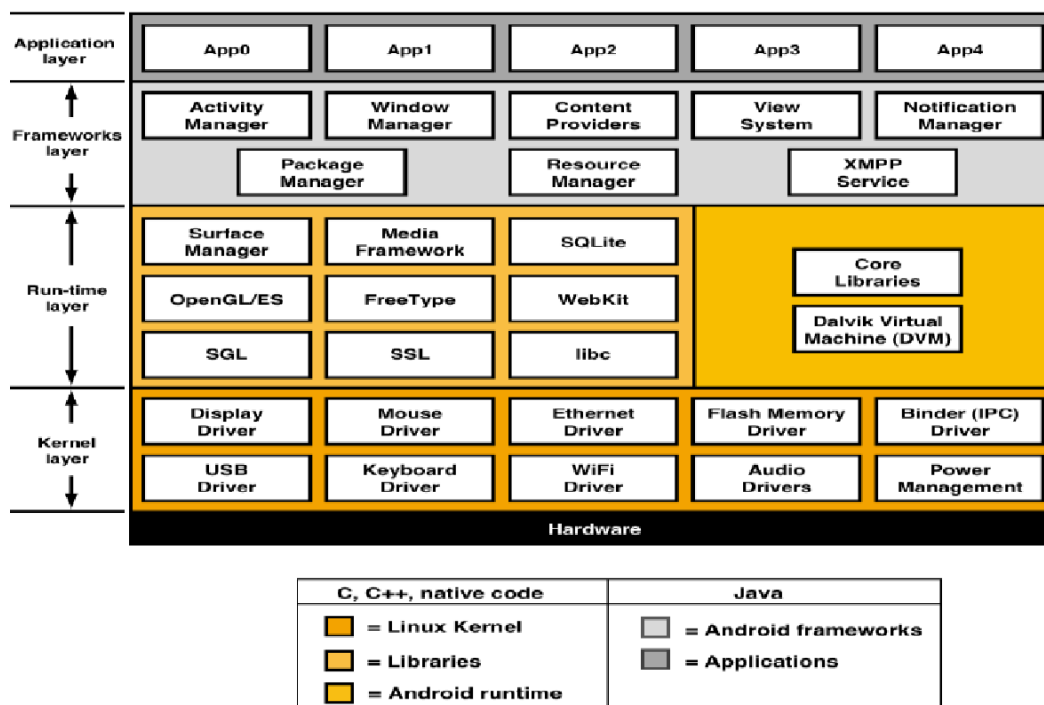 Application
layer
App0
App1
App2
App3
App4
Frameworks
layer
Activity
Manager
Window
Manager
Content
Providers
View
System
Notification
Manager
Package
Manager
Resource
Manager
XMPP
Service
Run-time
layer
Surface
Manager
Media
Framework
SQLite
OpenGL/ES
FreeType
WebKit
SGL
SSL
libc
Core
Libraries
Dalvik Virtual
Machine (DVM)
Kernel
layer
Display
Driver
Mouse
Driver
Ethernet
Driver
Flash Memory
Driver
Binder (IPC)
Driver
USB
Driver
Keyboard
Driver
WiFi
Driver
Audio
Drivers
Power
Management
Hardware
C, C++, native code
= Linux Kernel
= Libraries
= Android runtime
Java
= Android frameworks
= Applications